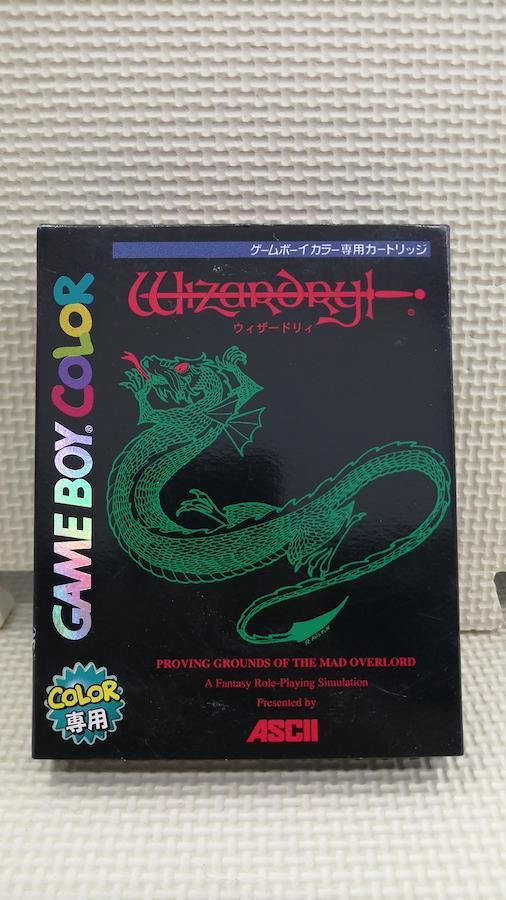 ゲームボーイカラー専用カートリッジ
Wizardry I
®
ウィザードリィ
GAME BOY® COLOR
R. AUSTIN
PROVING GROUNDS OF THE MAD OVERLORD
A Fantasy Role-Playing Simulation
Presented by
ASCII
COLOR
専用